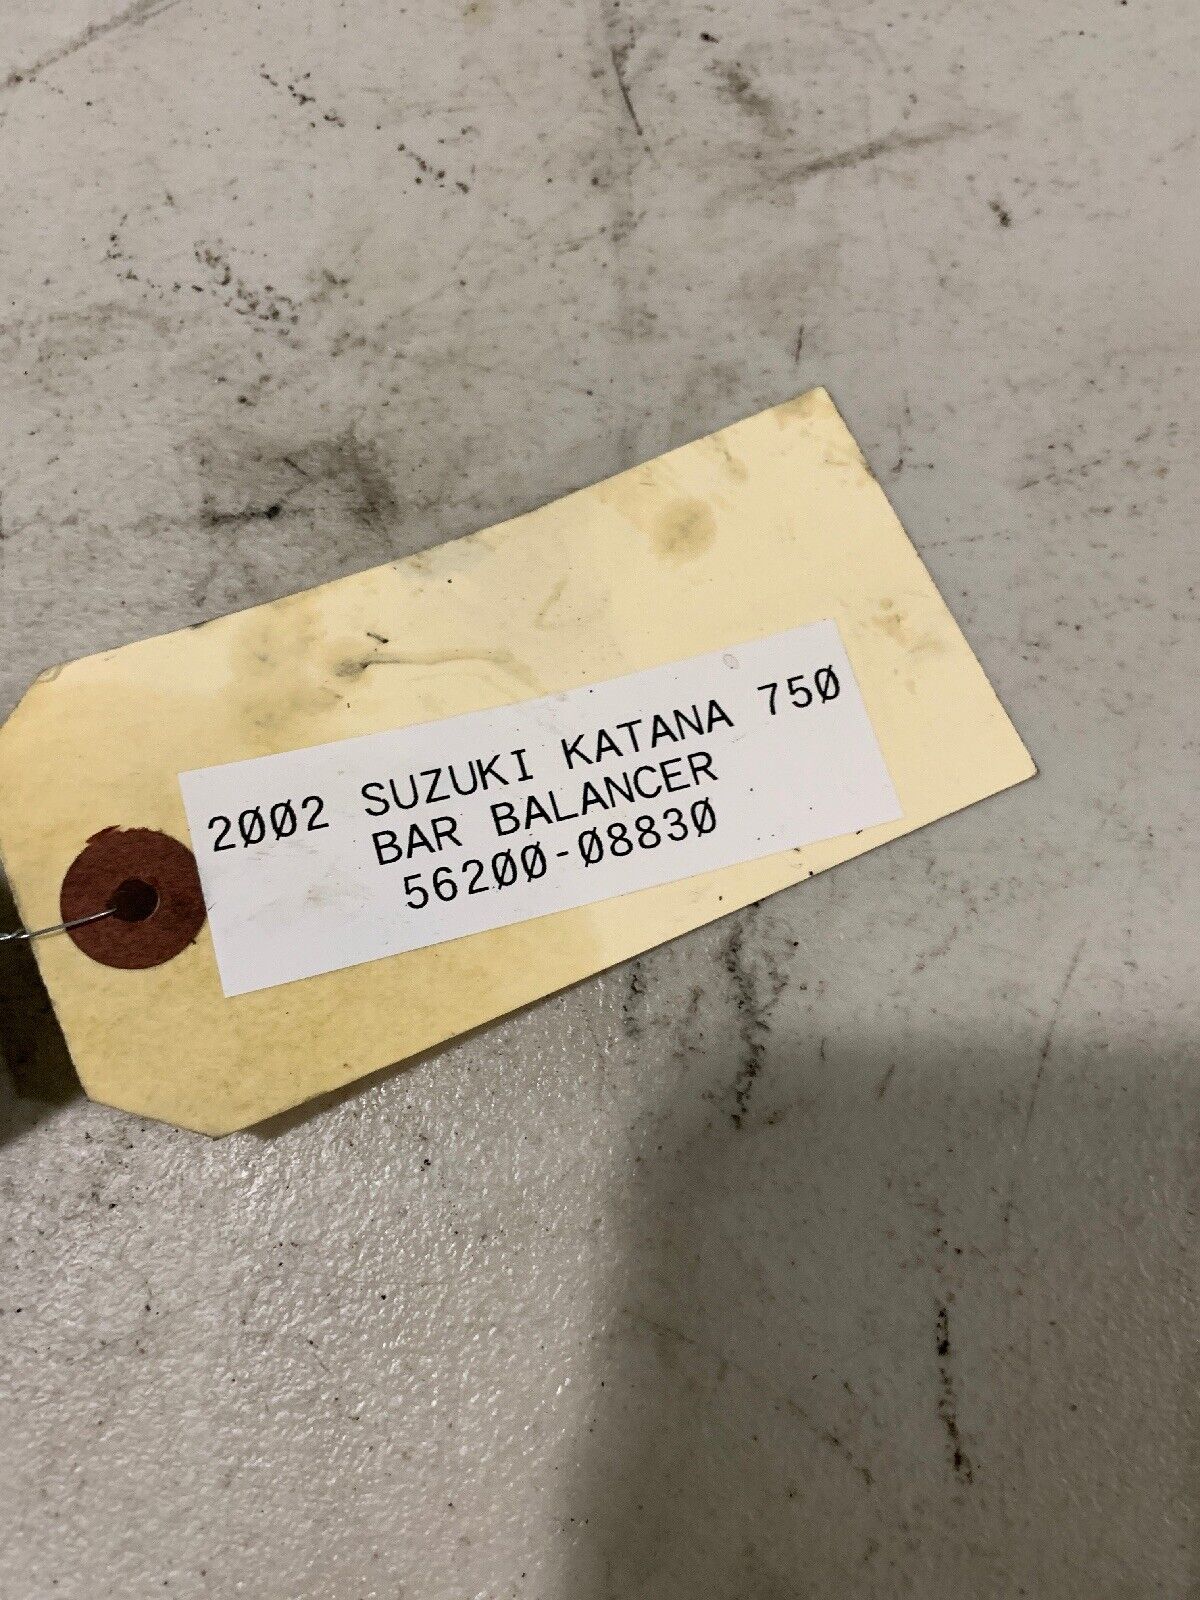 2002 SUZUKI KATANA 750
BAR BALANCER
56200-08830